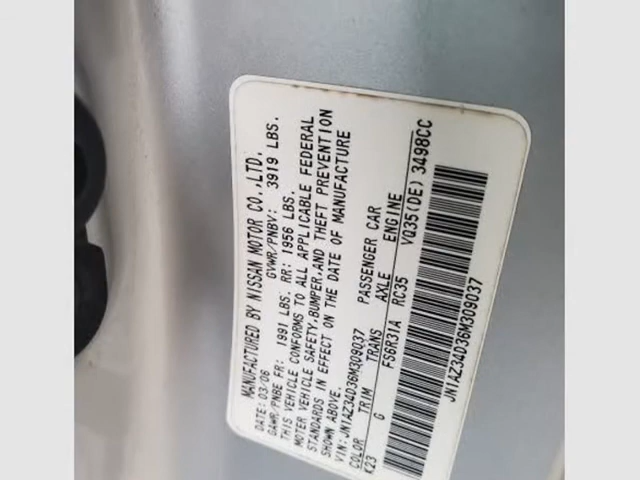 MANUFACTURED BY NISSAN MOTOR CO.,LTD.
DATE: 03/06 GVWR/PNBV: 3919 LBS.
GAWR/PNBE FR: 1991 LBS. RR: 1956 LBS.
THIS VEHICLE CONFORMS TO ALL APPLICABLE FEDERAL
MOTOR VEHICLE SAFETY,BUMPER,AND THEFT PREVENTION
STANDARDS IN EFFECT ON THE DATE OF MANUFACTURE
SHOWN ABOVE.
VIN: JN1AZ34D36M309037 PASSENGER CAR
COLOR TRIM TRANS AXLE ENGINE
K23 G FS6R31A RC35 VQ35(DE) 3498CC
JN1AZ34D36M309037